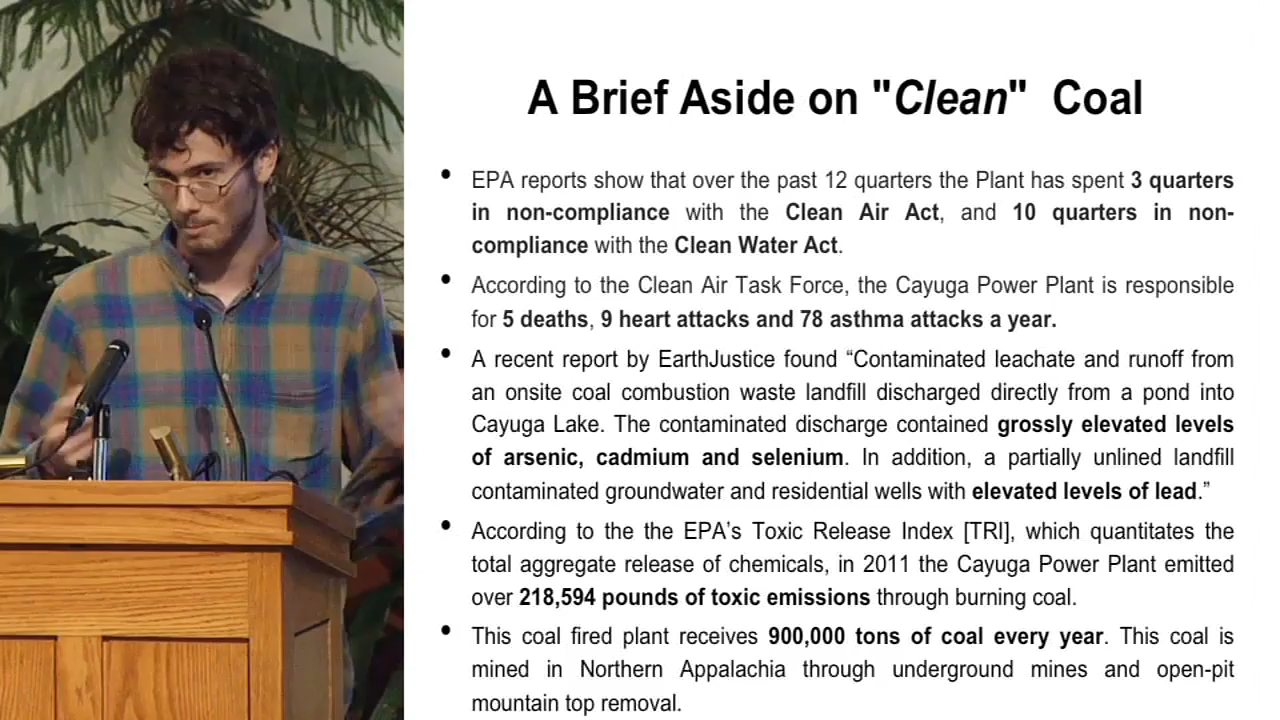 A Brief Aside on "Clean" Coal
• EPA reports show that over the past 12 quarters the Plant has spent 3 quarters
in non-compliance with the Clean Air Act, and 10 quarters in non-
compliance with the Clean Water Act.
• According to the Clean Air Task Force, the Cayuga Power Plant is responsible
for 5 deaths, 9 heart attacks and 78 asthma attacks a year.
• A recent report by EarthJustice found “Contaminated leachate and runoff from
an onsite coal combustion waste landfill discharged directly from a pond into
Cayuga Lake. The contaminated discharge contained grossly elevated levels
of arsenic, cadmium and selenium. In addition, a partially unlined landfill
contaminated groundwater and residential wells with elevated levels of lead.”
• According to the the EPA’s Toxic Release Index [TRI], which quantitates the
total aggregate release of chemicals, in 2011 the Cayuga Power Plant emitted
over 218,594 pounds of toxic emissions through burning coal.
• This coal fired plant receives 900,000 tons of coal every year. This coal is
mined in Northern Appalachia through underground mines and open-pit
mountain top removal.